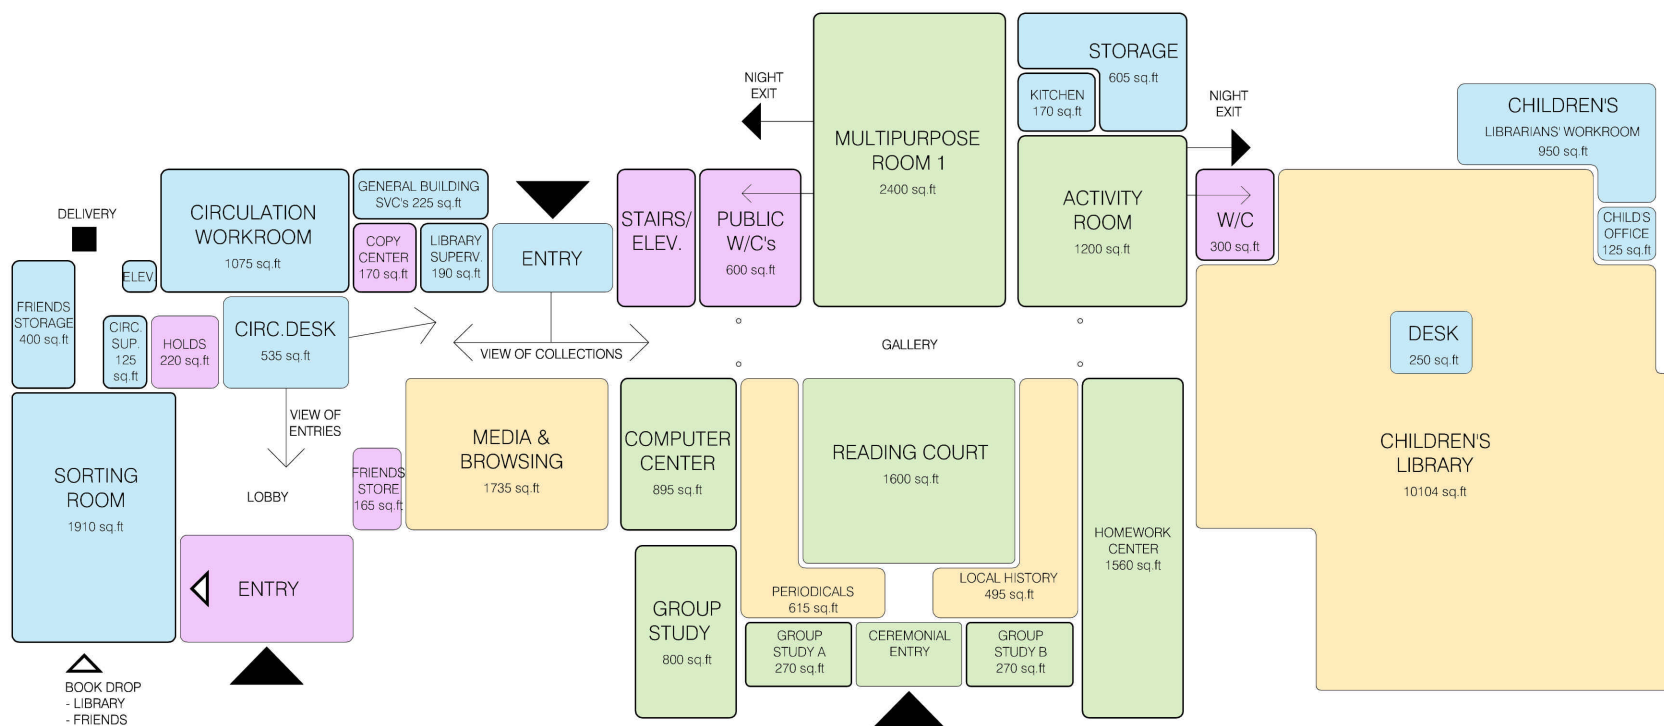 STORAGE
605 sq.ft
NIGHT
EXIT
KITCHEN
170 sq.ft
NIGHT
EXIT
CHILDREN'S
LIBRARIANS' WORKROOM
950 sq.ft
MULTIPURPOSE
ROOM 1
2400 sq.ft
GENERAL BUILDING
SVC's 225 sq.ft
DELIVERY
CIRCULATION
WORKROOM
1075 sq.ft
COPY
CENTER
170 sq.ft
LIBRARY
SUPERV.
190 sq.ft
ENTRY
STAIRS/
ELEV.
PUBLIC
W/C's
600 sq.ft
ACTIVITY
ROOM
1200 sq.ft
W/C
300 sq.ft
CHILD'S
OFFICE
125 sq.ft
ELEV.
FRIENDS
STORAGE
400 sq.ft
CIRC.
SUP.
125
sq.ft
HOLDS
220 sq.ft
CIRC.DESK
535 sq.ft
VIEW OF COLLECTIONS
GALLERY
DESK
250 sq.ft
VIEW OF
ENTRIES
SORTING
ROOM
1910 sq.ft
LOBBY
FRIENDS
STORE
165 sq.ft
MEDIA &
BROWSING
1735 sq.ft
COMPUTER
CENTER
895 sq.ft
READING COURT
1600 sq.ft
CHILDREN'S
LIBRARY
10104 sq.ft
HOMEWORK
CENTER
1560 sq.ft
ENTRY
PERIODICALS
615 sq.ft
LOCAL HISTORY
495 sq.ft
GROUP
STUDY
800 sq.ft
GROUP
STUDY A
270 sq.ft
CEREMONIAL
ENTRY
GROUP
STUDY B
270 sq.ft
BOOK DROP
- LIBRARY
- FRIENDS